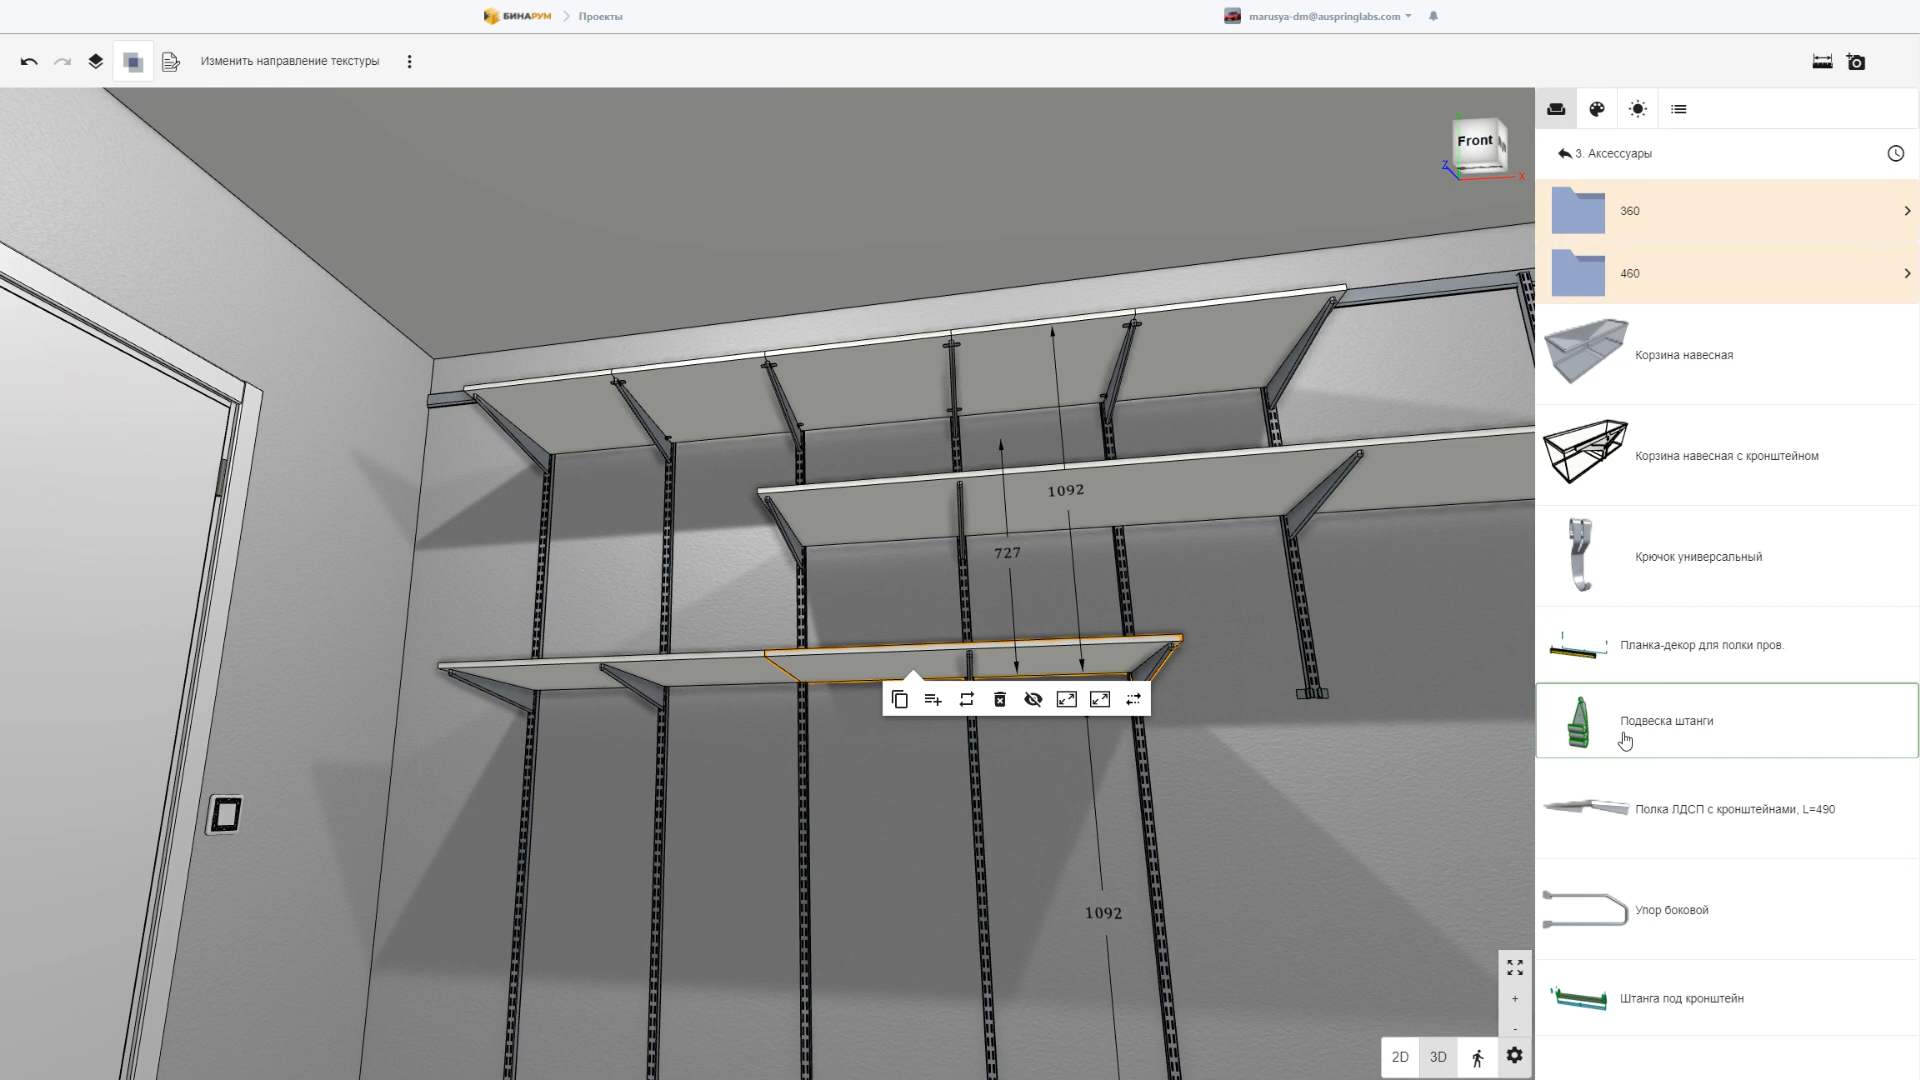 БИНАРУМ
Проекты
marusya-dm@auspringlabs.com
Изменить направление текстуры
Front
Z
X
3. Аксессуары
360
460
Корзина навесная
Корзина навесная с кронштейном
Крючок универсальный
Планка-декор для полки пров.
Подвеска штанги
Полка ЛДСП с кронштейнами, L=490
Упор боковой
Штанга под кронштейн
1092
727
1092
+
-
2D
3D